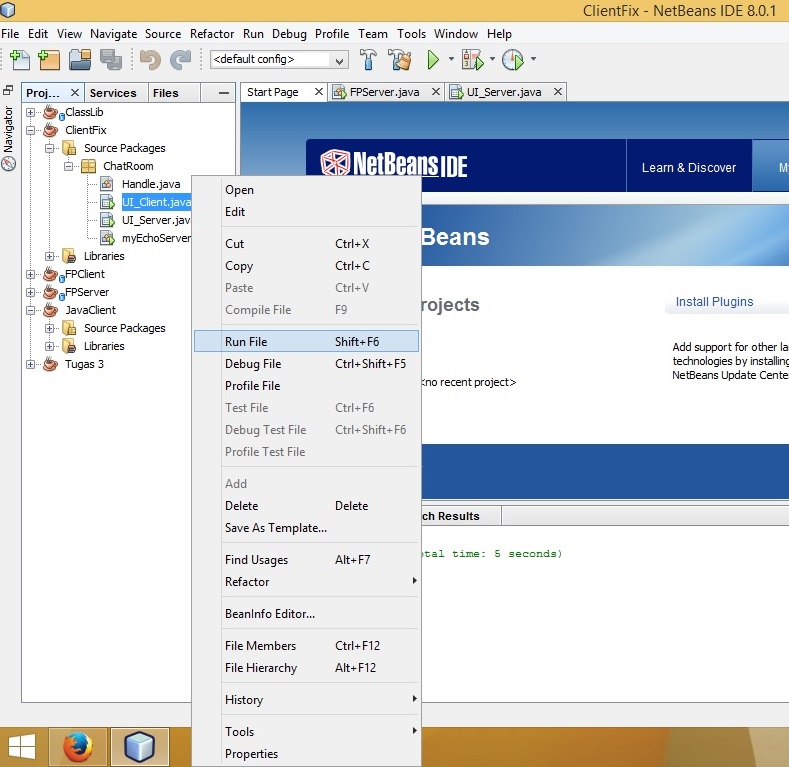 ClientFix - NetBeans IDE 8.0.1
File Edit View Navigate Source Refactor Run Debug Profile Team Tools Window Help
<default config>
Proj... Services Files
Start Page FPServer.java UI_Server.java
Navigator
ClassLib
ClientFix
Source Packages
ChatRoom
Handle.java
UI_Client.java
UI_Server.jav
myEchoServer
Libraries
FPClient
FPServer
JavaClient
Source Packages
Libraries
Tugas 3
NetBeans IDE
Learn & Discover
M
Beans
rojects
Install Plugins
<no recent project>
Add support for other la
technologies by installing
NetBeans Update Cente
Open
Edit
Cut Ctrl+X
Copy Ctrl+C
Paste Ctrl+V
Compile File F9
Run File Shift+F6
Debug File Ctrl+Shift+F5
Profile File
Test File Ctrl+F6
Debug Test File Ctrl+Shift+F6
Profile Test File
Add
Delete Delete
Save As Template...
Find Usages Alt+F7
Refactor
BeanInfo Editor...
File Members Ctrl+F12
File Hierarchy Alt+F12
History
Tools
Properties
ch Results
otal time: 5 seconds)